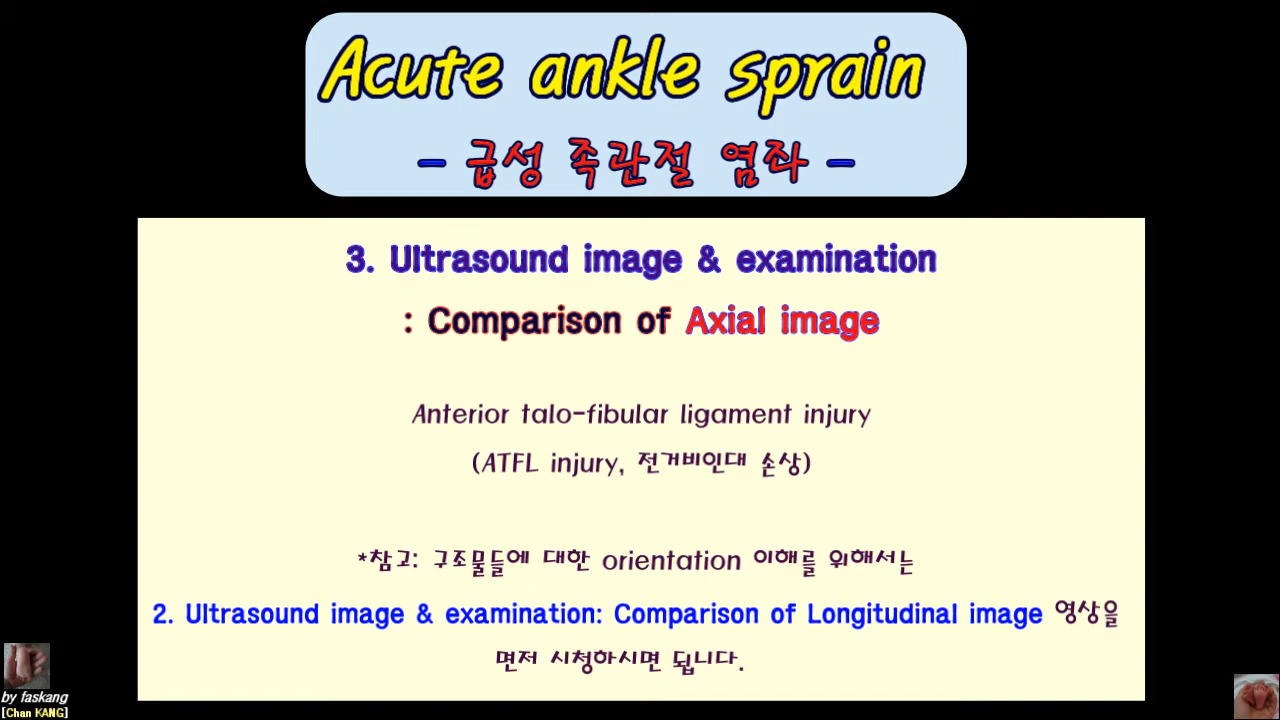 Acute ankle sprain
- 급성 족관절 염좌 -
3. Ultrasound image & examination
: Comparison of Axial image
Anterior talo-fibular ligament injury
(ATFL injury, 전거비인대 손상)
*참고: 구조물들에 대한 orientation 이해를 위해서는
2. Ultrasound image & examination: Comparison of Longitudinal image 영상을
먼저 시청하시면 됩니다.
by faskang
[Chan KANG]